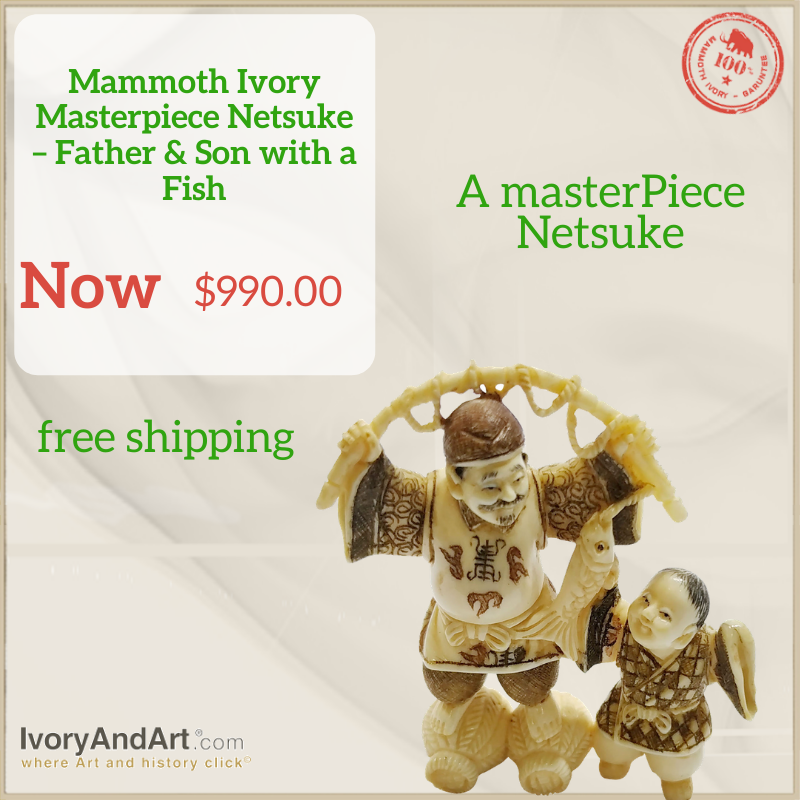 Mammoth Ivory
Masterpiece Netsuke
– Father & Son with a
Fish
Now $990.00
MAMMOTH IVORY – GARUNTEE
100%
A masterPiece
Netsuke
free shipping
IvoryAndArt®.com
where Art and history click©